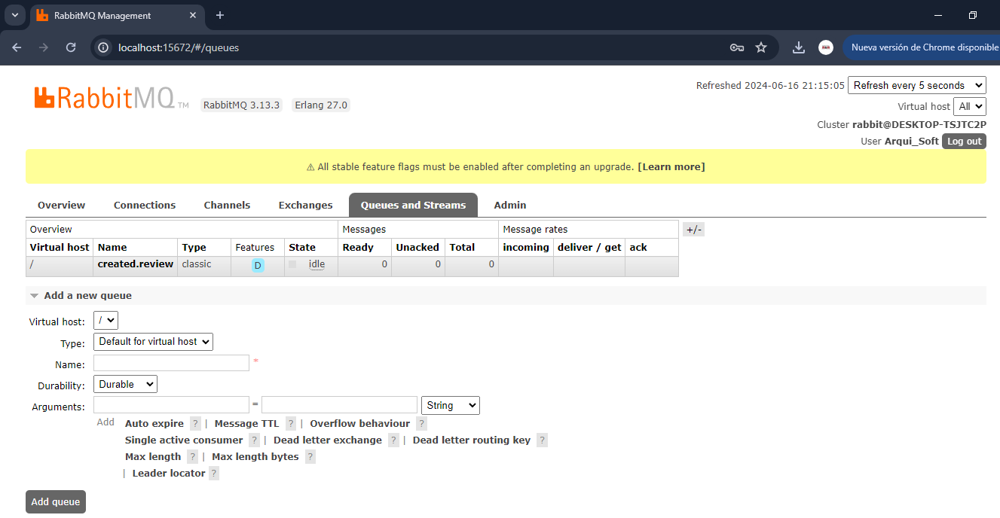 RabbitMQ Management
localhost:15672/#/queues
Nueva versión de Chrome disponible
RabbitMQ TM
RabbitMQ 3.13.3 Erlang 27.0
Refreshed 2024-06-16 21:15:05 Refresh every 5 seconds
Virtual host All
Cluster rabbit@DESKTOP-TSJTC2P
User Arqui_Soft Log out
⚠ All stable feature flags must be enabled after completing an upgrade. [Learn more]
Overview Connections Channels Exchanges Queues and Streams Admin
Overview Messages Message rates +/-
Virtual host Name Type Features State Ready Unacked Total incoming deliver / get ack
/ created.review classic D idle 0 0 0
Add a new queue
Virtual host: /
Type: Default for virtual host
Name: *
Durability: Durable
Arguments: = String
Add Auto expire ? | Message TTL ? | Overflow behaviour ?
Single active consumer ? | Dead letter exchange ? | Dead letter routing key ?
Max length ? | Max length bytes ?
| Leader locator ?
Add queue